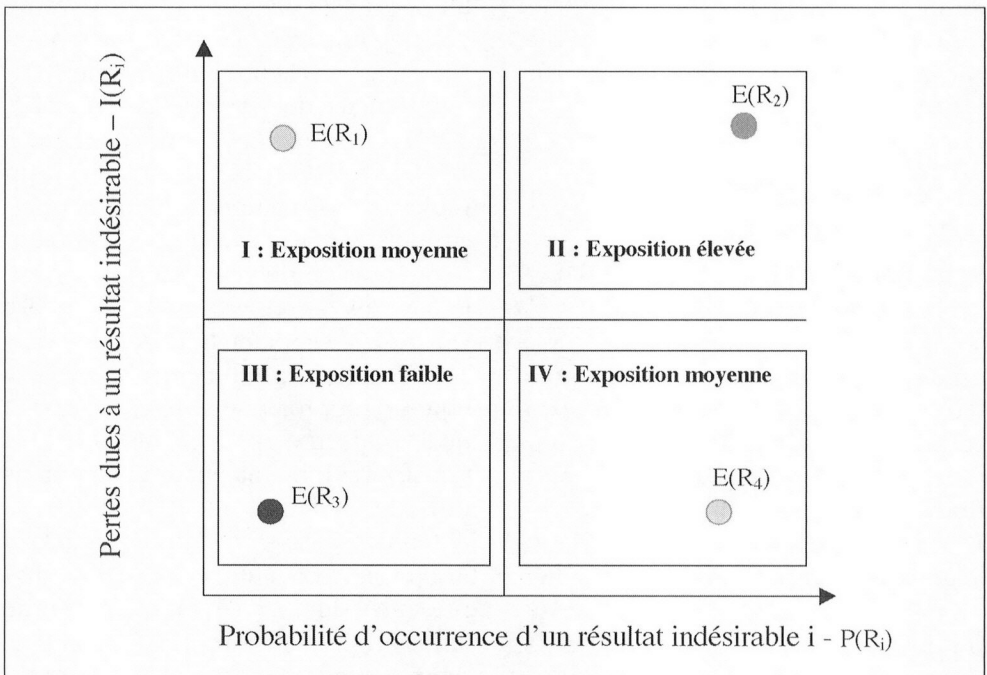 Pertes dues à un résultat indésirable – I(Rᵢ)
E(R₁)
E(R₂)
I : Exposition moyenne
II : Exposition élevée
III : Exposition faible
IV : Exposition moyenne
E(R₃)
E(R₄)
Probabilité d'occurrence d'un résultat indésirable i - P(Rᵢ)